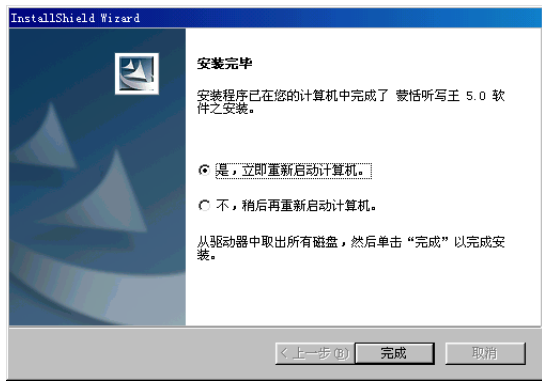 InstallShield Wizard
安装完毕
安装程序已在您的计算机中完成了 蒙恬听写王 5.0 软
件之安装。
是，立即重新启动计算机。
不，稍后再重新启动计算机。
从驱动器中取出所有磁盘，然后单击“完成”以完成安
装。
< 上一步(B)
完成
取消